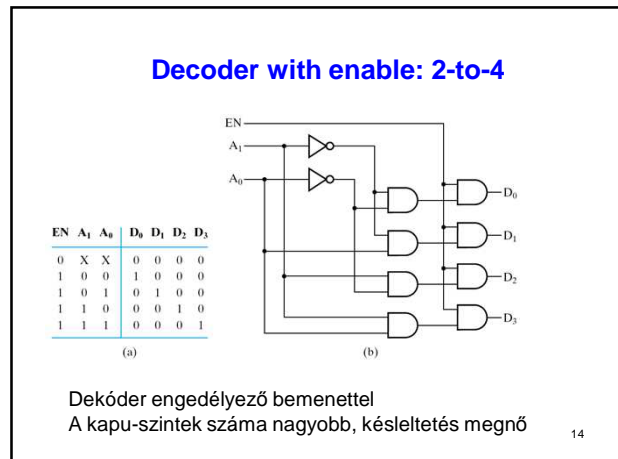 Decoder with enable: 2-to-4
EN
A1
A0
D0
D1
D2
D3
EN A1 A0 D0 D1 D2 D3
0 X X 0 0 0 0
1 0 0 1 0 0 0
1 0 1 0 1 0 0
1 1 0 0 0 1 0
1 1 1 0 0 0 1
(a)
(b)
Dekóder engedélyező bemenettel
A kapu-szintek száma nagyobb, késleltetés megnő
14